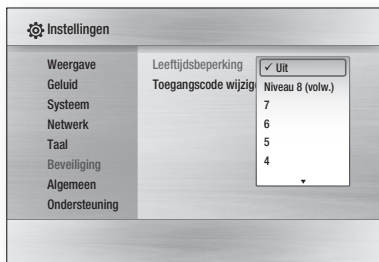 Instellingen
Weergave
Geluid
Systeem
Netwerk
Taal
Beveiliging
Algemeen
Ondersteuning
Leeftijdsbeperking
Toegangscode wijzig
✓ Uit
Niveau 8 (volw.)
7
6
5
4